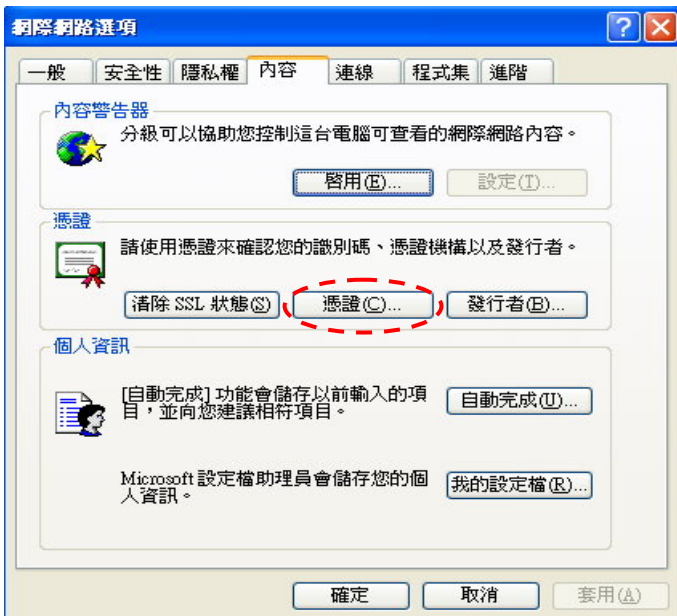 網際網路選項
一般 安全性 隱私權 內容 連線 程式集 進階
內容警告器
分級可以協助您控制這台電腦可查看的網際網路內容。
啓用(E)... 設定(T)...
憑證
請使用憑證來確認您的識別碼、憑證機構以及發行者。
清除 SSL 狀態(S) 憑證(C)... 發行者(B)...
個人資訊
[自動完成] 功能會儲存以前輸入的項
目，並向您建議相符項目。
自動完成(U)...
Microsoft 設定檔助理員會儲存您的個
人資訊。
我的設定檔(R)...
確定 取消 套用(A)